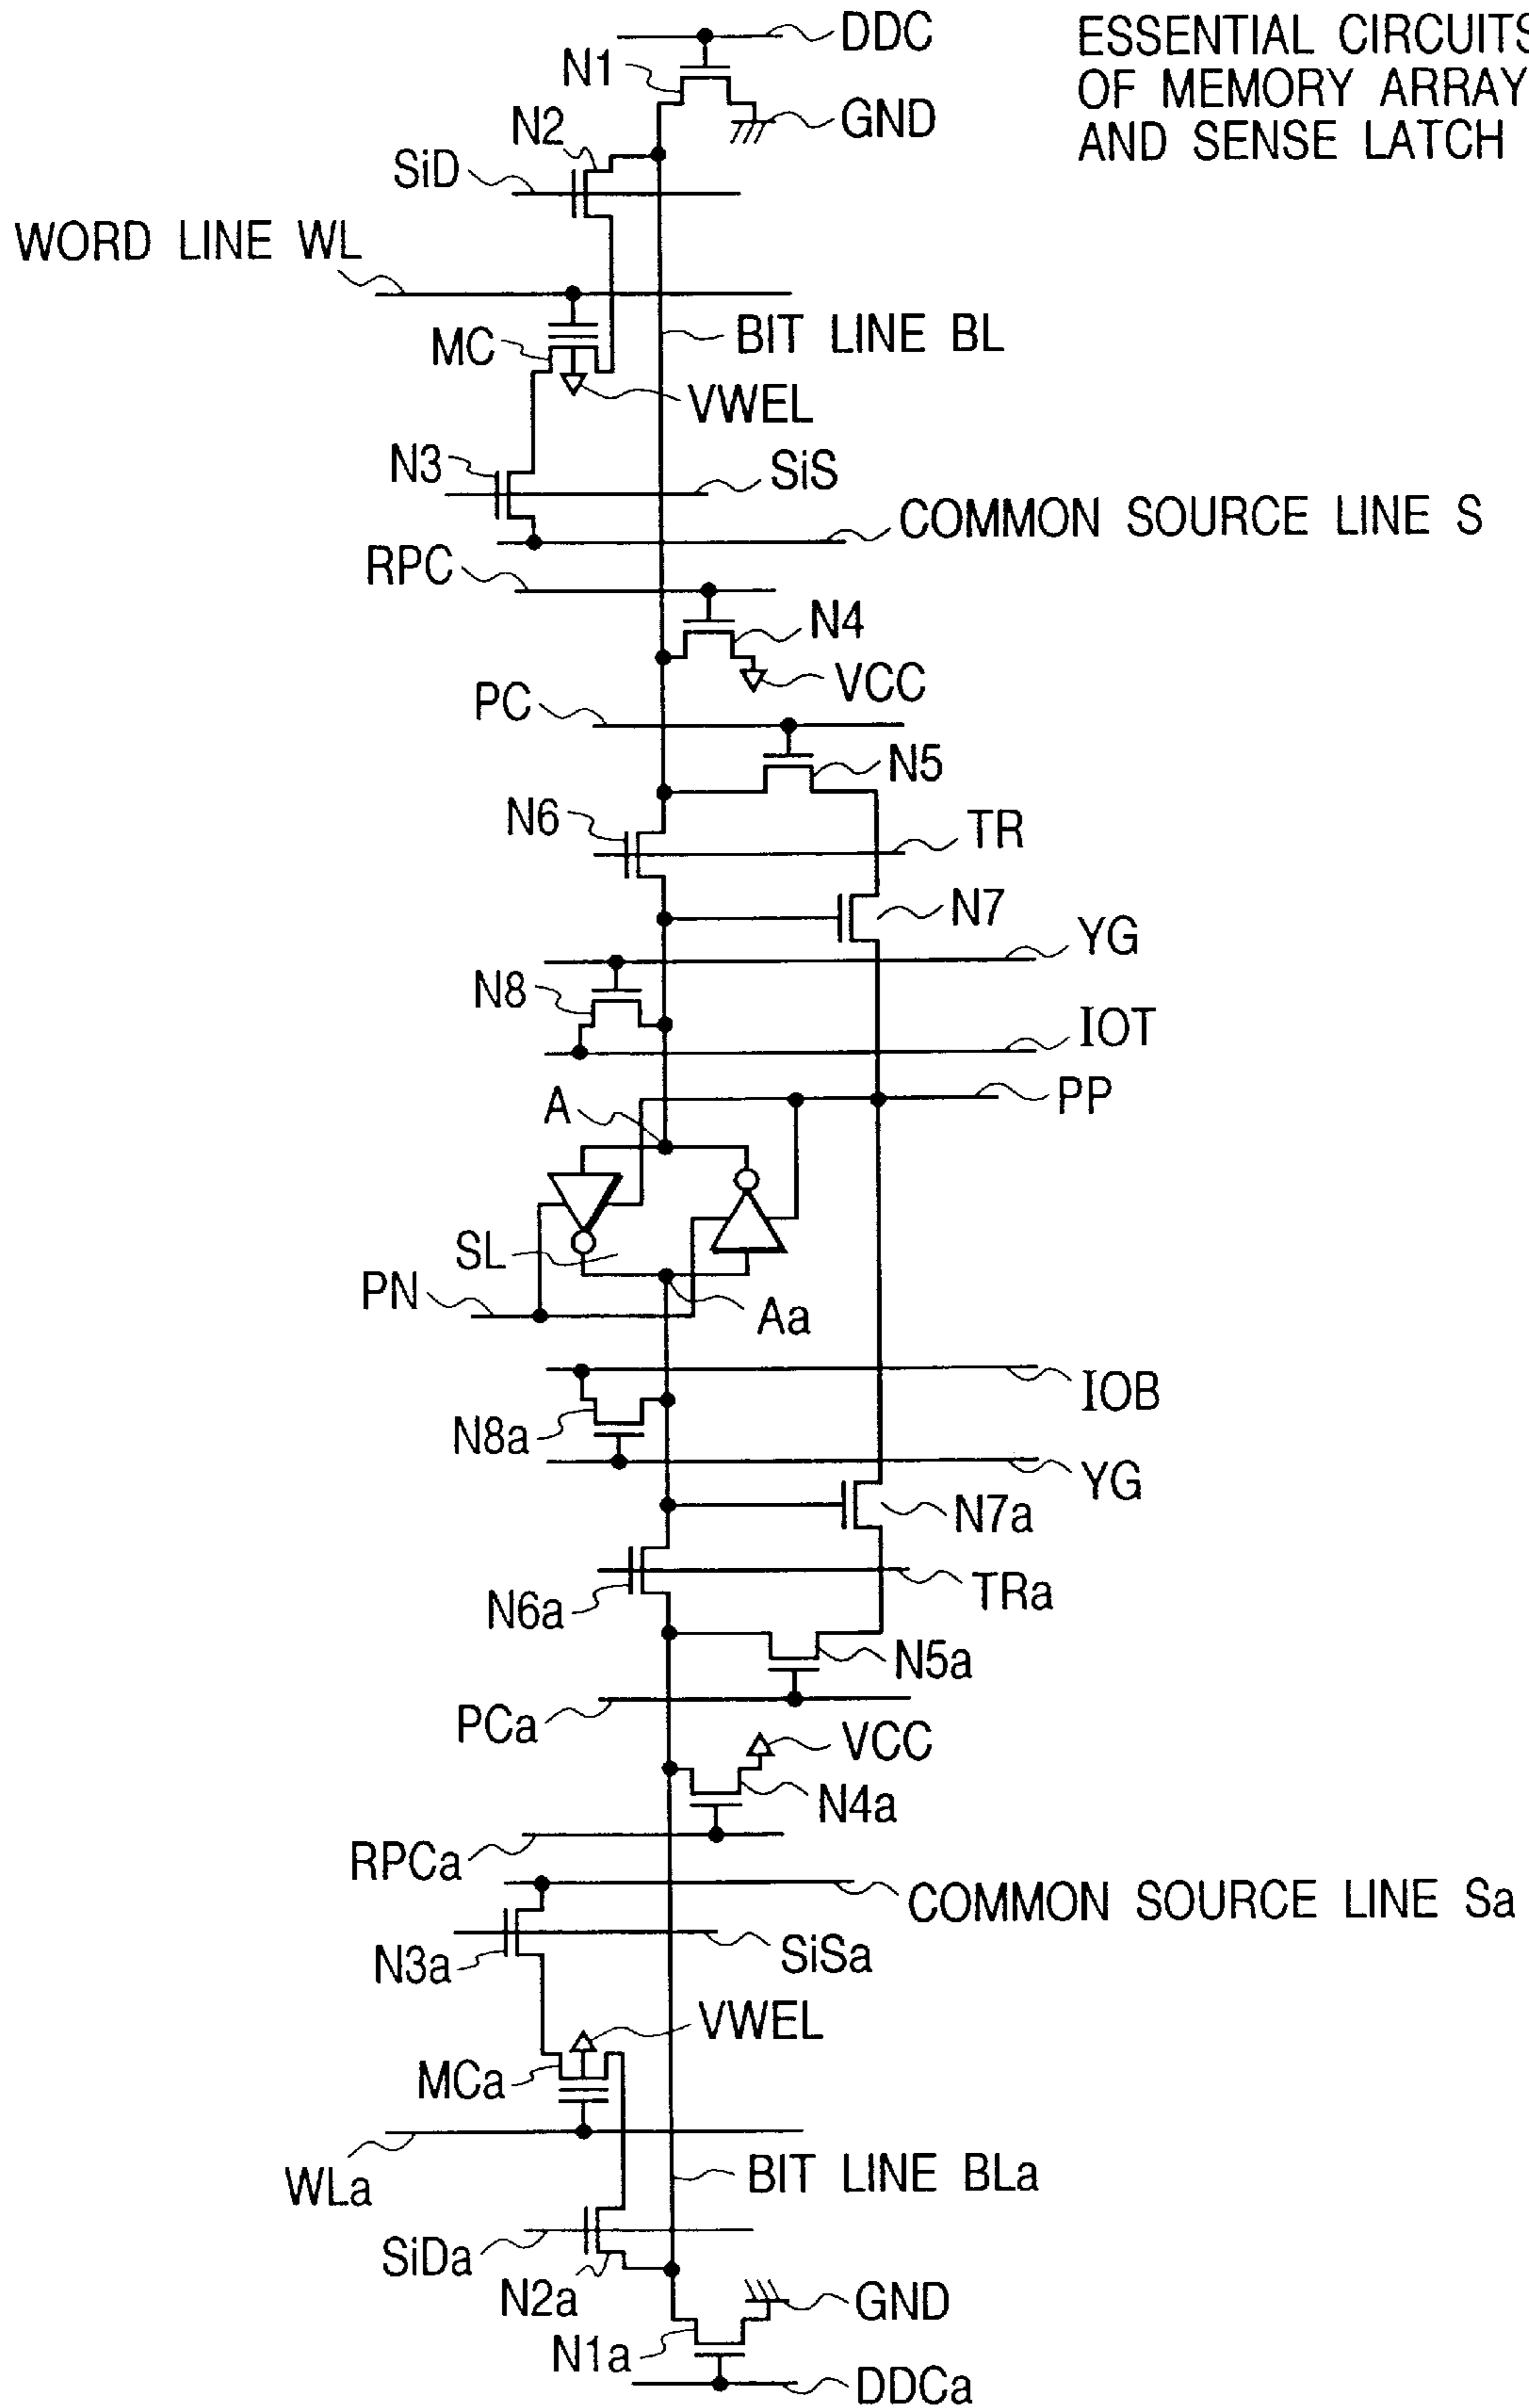 DDC
ESSENTIAL CIRCUITS
OF MEMORY ARRAY
AND SENSE LATCH
N1
GND
N2
SiD
WORD LINE WL
BIT LINE BL
MC
VWEL
N3
SiS
COMMON SOURCE LINE S
RPC
N4
VCC
PC
N5
N6
TR
N7
YG
N8
IOT
A
PP
SL
PN
Aa
IOB
N8a
YG
N7a
TRa
N6a
N5a
PCa
VCC
N4a
RPCa
COMMON SOURCE LINE Sa
SiSa
N3a
VWEL
MCa
BIT LINE BLa
WLa
SiDa
N2a
GND
N1a
DDCa